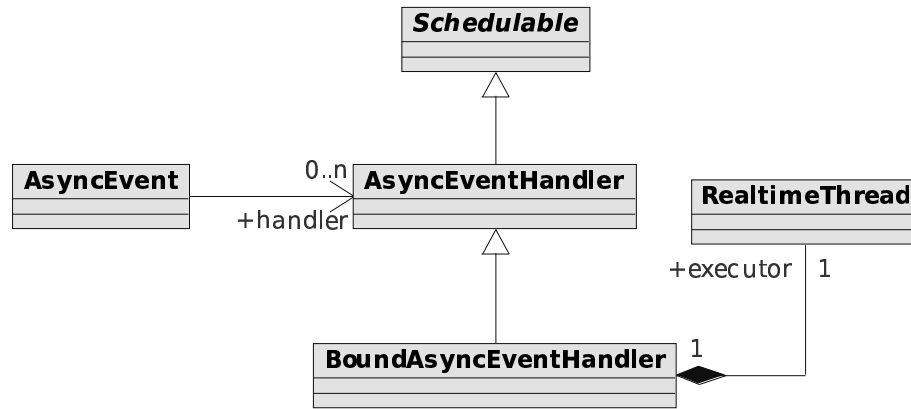 Schedulable
0..n
AsyncEvent
AsyncEventHandler
+handler
RealtimeThread
+executor 1
1
BoundAsyncEventHandler